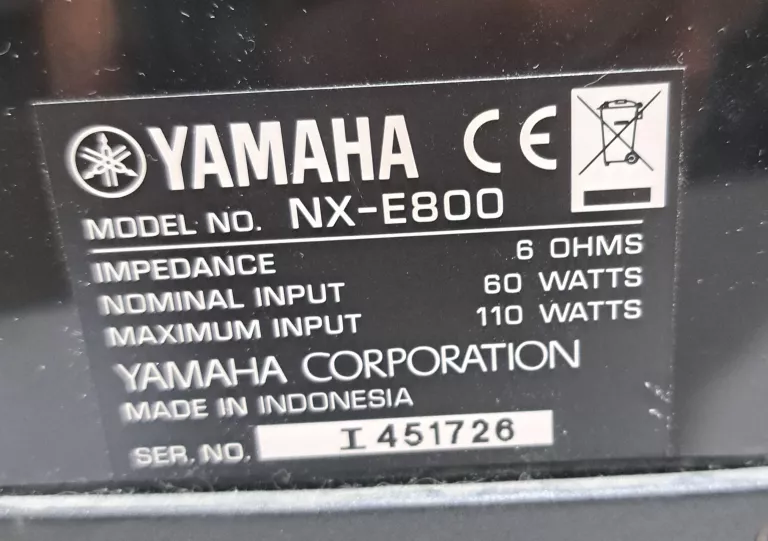 YAMAHA CE
MODEL NO. NX-E800
IMPEDANCE 6 OHMS
NOMINAL INPUT 60 WATTS
MAXIMUM INPUT 110 WATTS
YAMAHA CORPORATION
MADE IN INDONESIA
SER. NO. I 451726